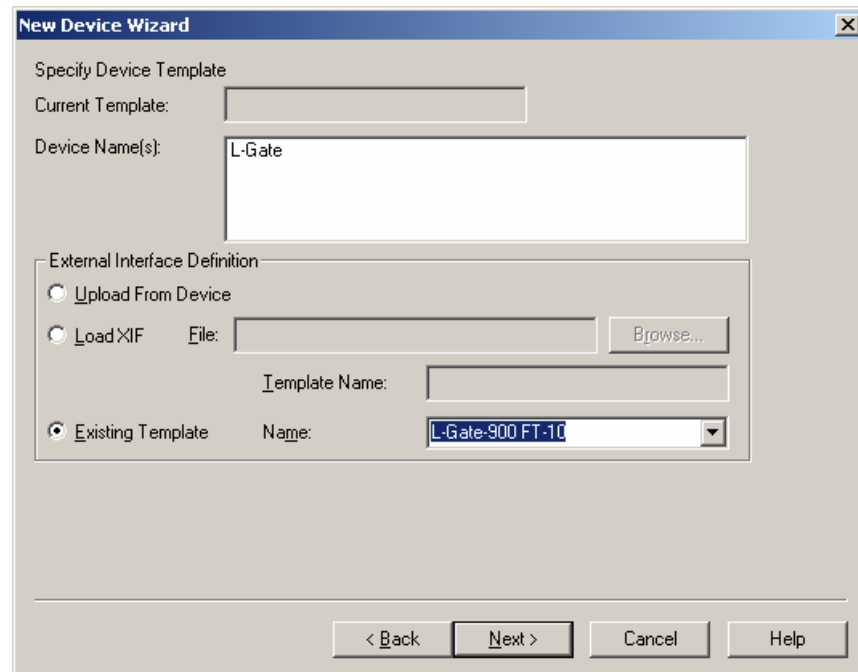 New Device Wizard
Specify Device Template
Current Template:
Device Name(s):
L-Gate
External Interface Definition
Upload From Device
Load XIF File: Browse...
Template Name:
Existing Template Name: L-Gate-900 FT-10
< Back Next > Cancel Help